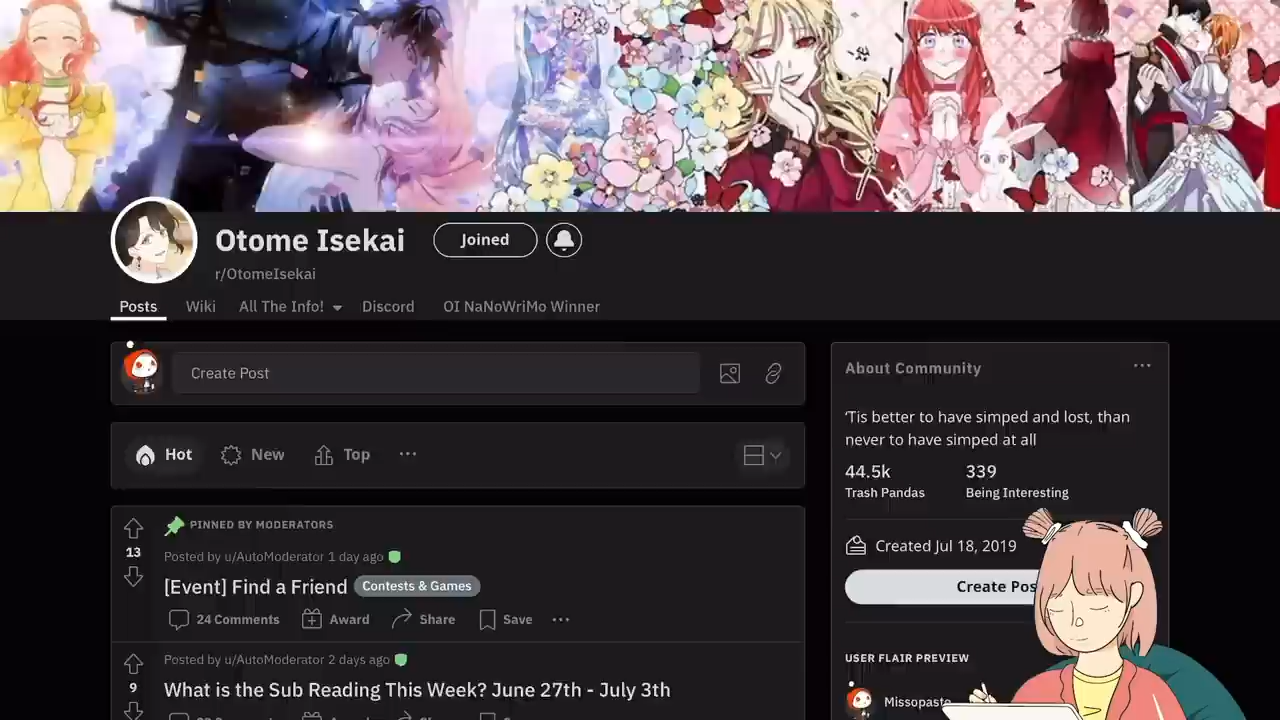 Otome Isekai
Joined
r/OtomeIsekai
Posts
Wiki
All The Info!
Discord
OI NaNoWriMo Winner
Create Post
Hot
New
Top
PINNED BY MODERATORS
13
Posted by u/AutoModerator 1 day ago
[Event] Find a Friend
Contests & Games
24 Comments
Award
Share
Save
Posted by u/AutoModerator 2 days ago
9
What is the Sub Reading This Week? June 27th - July 3th
About Community
‘Tis better to have simped and lost, than
never to have simped at all
44.5k
339
Trash Pandas
Being Interesting
Created Jul 18, 2019
Create Pos
USER FLAIR PREVIEW
Missopasto